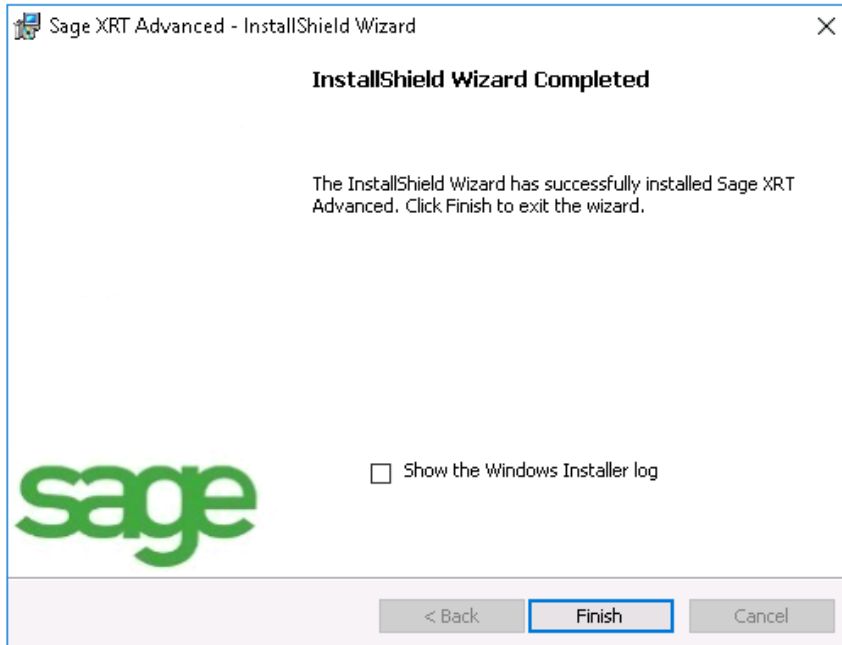 Sage XRT Advanced - InstallShield Wizard
InstallShield Wizard Completed
The InstallShield Wizard has successfully installed Sage XRT
Advanced. Click Finish to exit the wizard.
sage
Show the Windows Installer log
< Back
Finish
Cancel